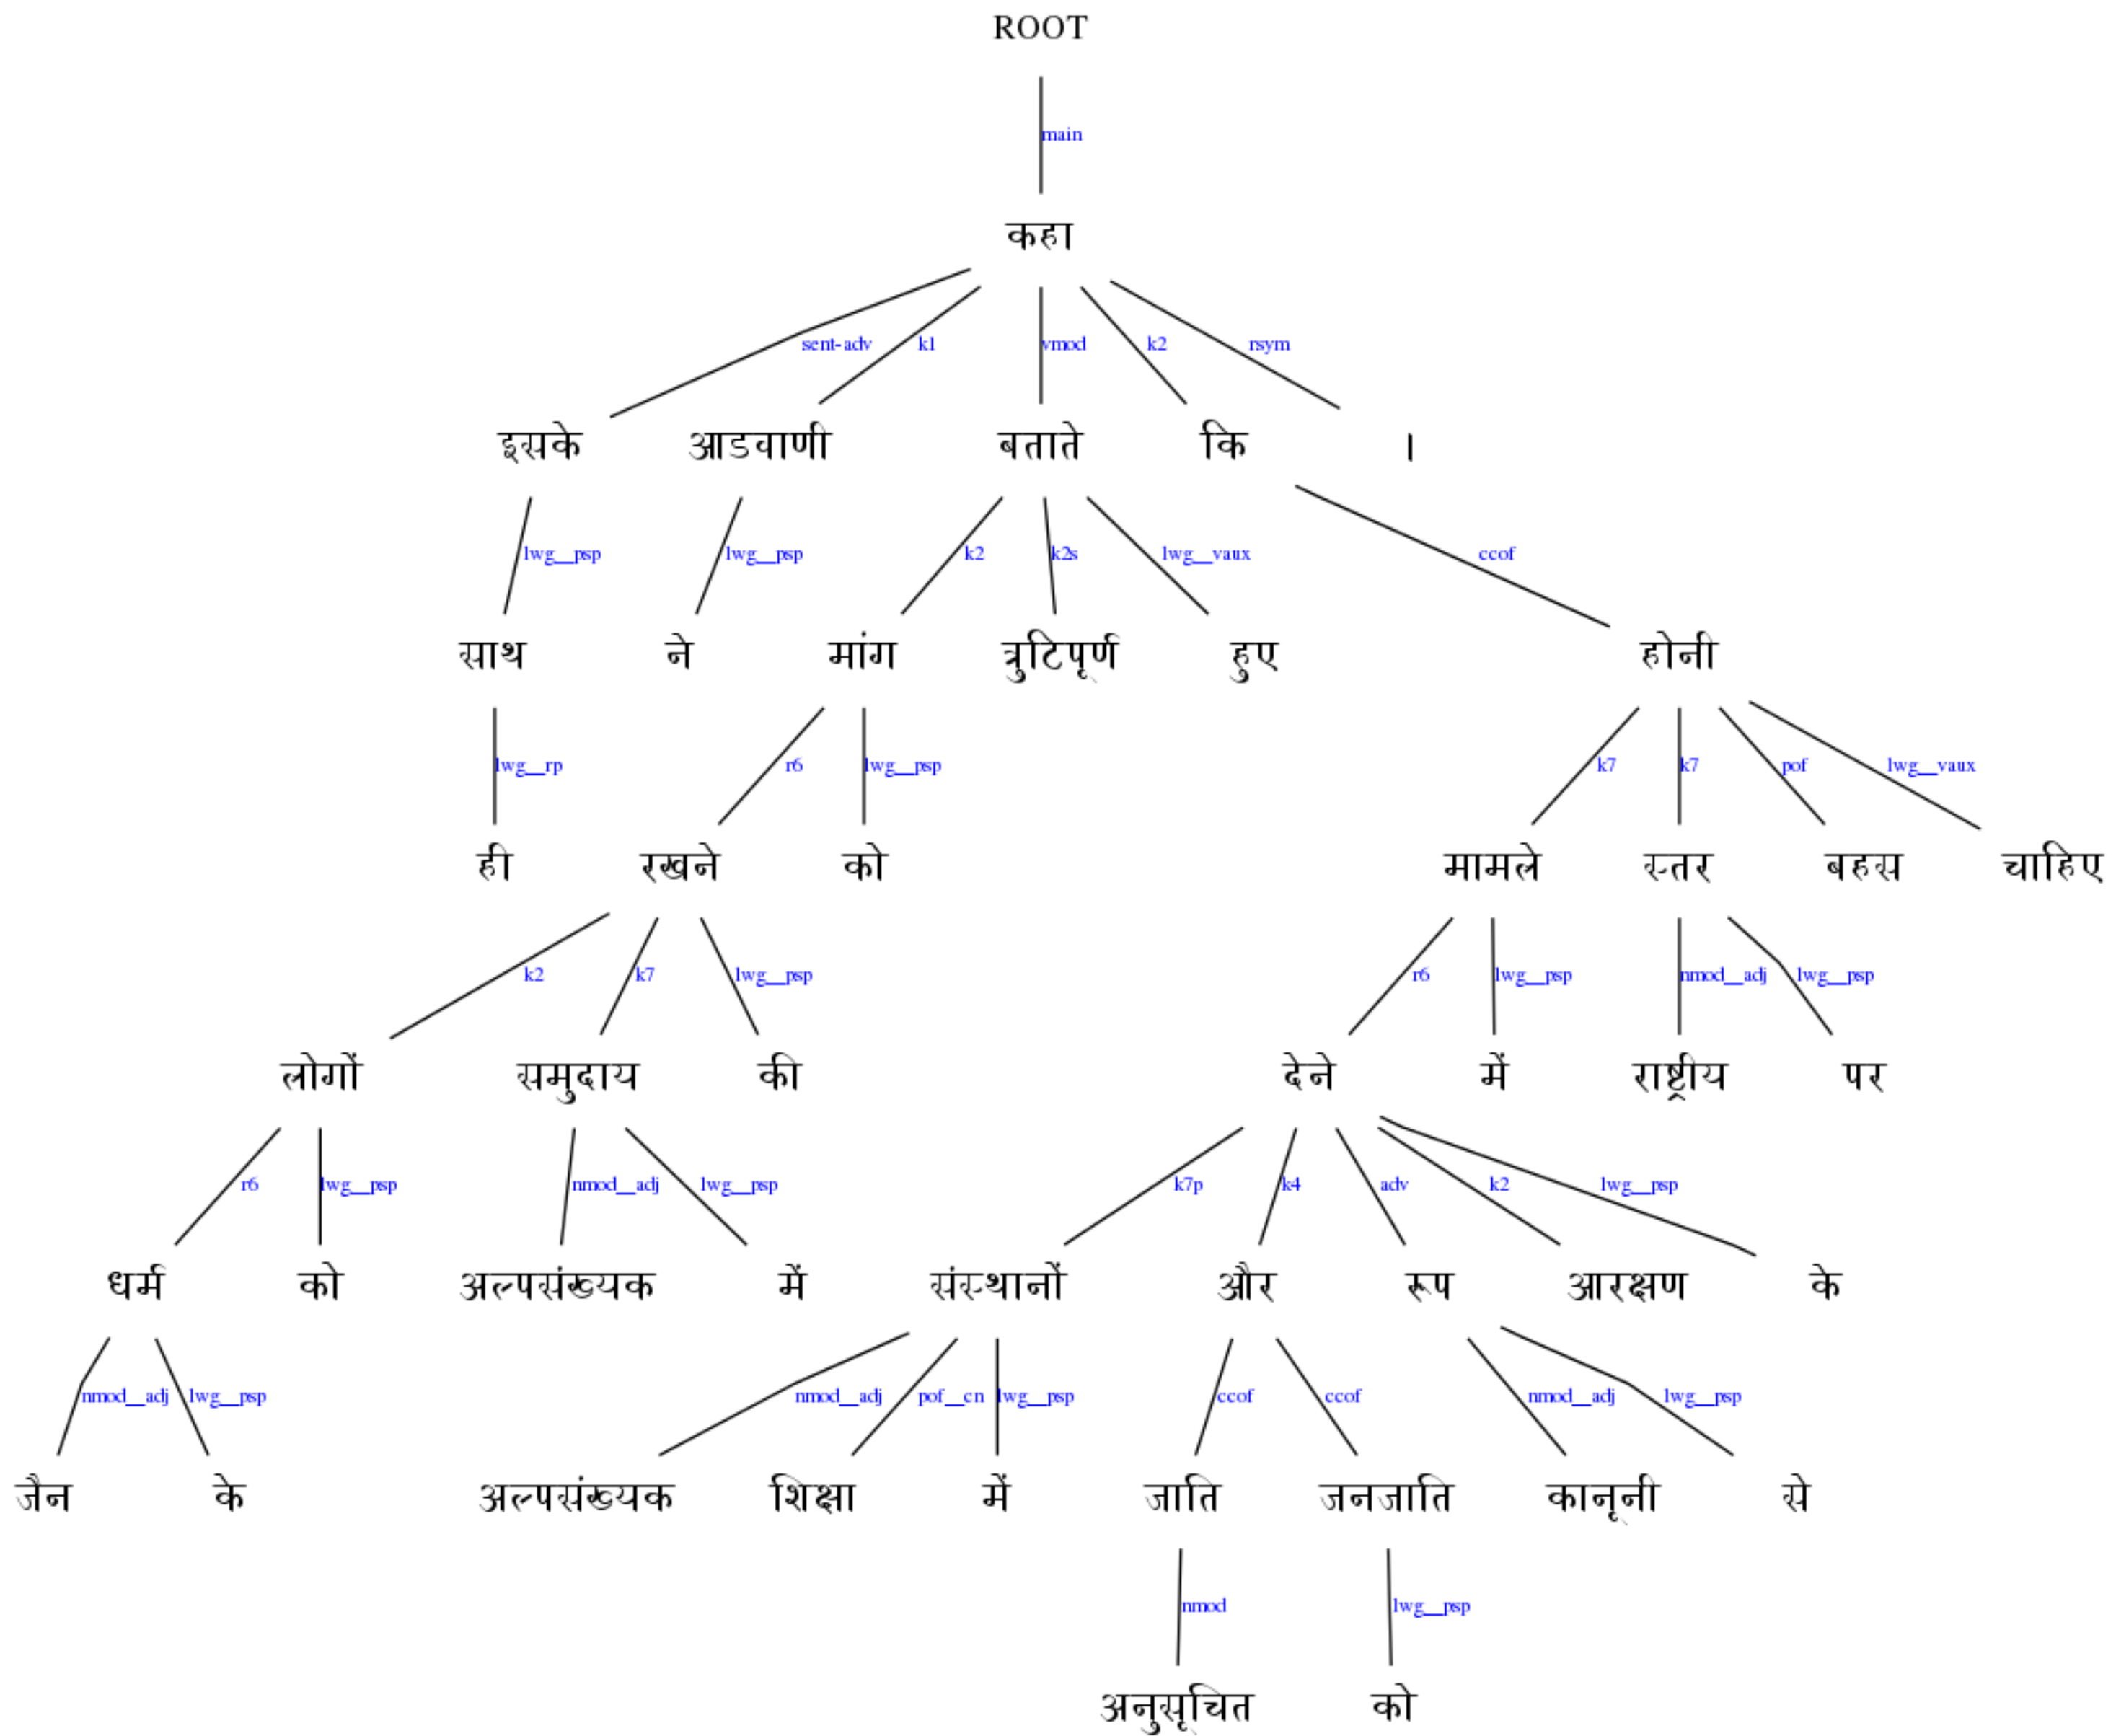 ROOT
main
कहा
sent-adv k1 vmod k2 rsym
इसके आडवाणी बताते कि ।
lwg__psp lwg__psp k2 k2s lwg__vaux ccof
साथ ने मांग त्रुटिपूर्ण हुए होनी
lwg__rp r6 lwg__psp k7 k7 pof lwg__vaux
ही रखने को मामले स्तर बहस चाहिए
k2 k7 lwg__psp r6 lwg__psp nmod__adj lwg__psp
लोगों समुदाय की देने में राष्ट्रीय पर
r6 lwg__psp nmod__adj lwg__psp k7p k4 adv k2 lwg__psp
धर्म को अल्पसंख्यक में संस्थानों और रूप आरक्षण के
nmod__adj lwg__psp nmod__adj pof__cn lwg__psp ccof ccof nmod__adj lwg__psp
जैन के अल्पसंख्यक शिक्षा में जाति जनजाति कानूनी से
nmod lwg__psp
अनुसूचित को